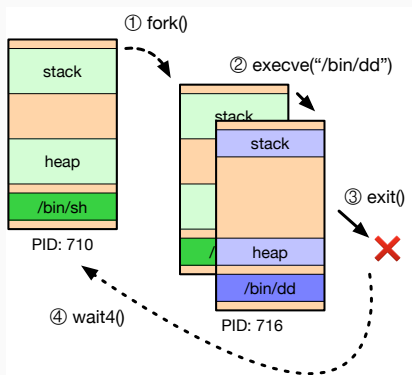 ① fork()
stack
heap
/bin/sh
PID: 710
② execve(“/bin/dd”)
stack
/
stack
heap
/bin/dd
PID: 716
③ exit()
④ wait4()